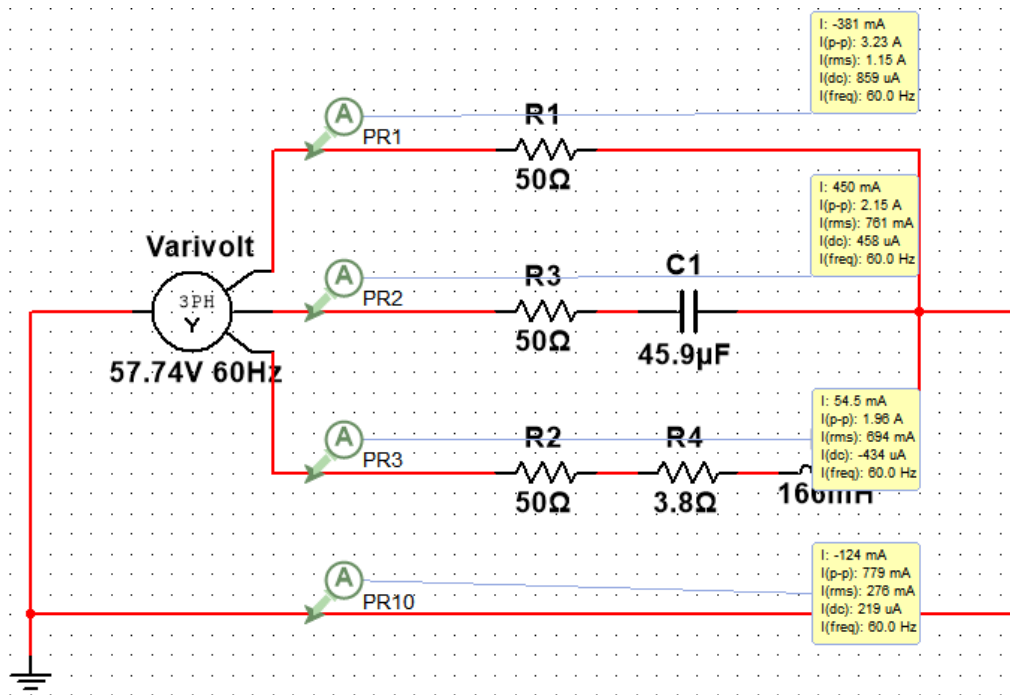 I: -381 mA
I(p-p): 3.23 A
I(rms): 1.15 A
I(dc): 859 uA
I(freq): 60.0 Hz
A
PR1
R1
50Ω
I: 450 mA
I(p-p): 2.15 A
I(rms): 761 mA
I(dc): 458 uA
I(freq): 60.0 Hz
Varivolt
3PH
Y
57.74V 60Hz
A
PR2
R3
50Ω
C1
45.9µF
I: 54.5 mA
I(p-p): 1.96 A
I(rms): 694 mA
I(dc): -434 uA
I(freq): 60.0 Hz
A
PR3
R2
50Ω
R4
3.8Ω
166mH
I: -124 mA
I(p-p): 779 mA
I(rms): 276 mA
I(dc): 219 uA
I(freq): 60.0 Hz
A
PR10